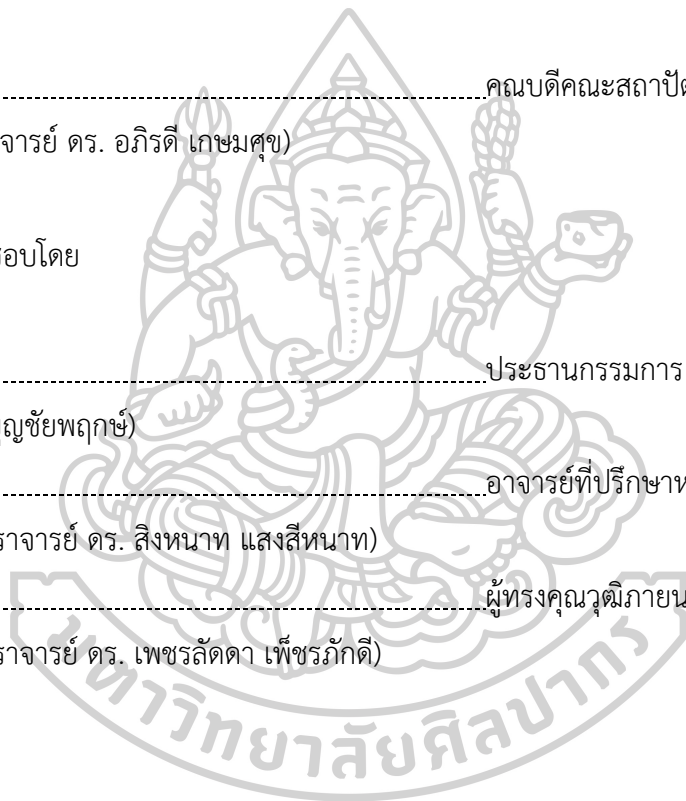 คณบดีคณะสถาปัต
จารย์ ดร. อภิรดี เกษมศุข)
สอบโดย
ประธานกรรมการ
ญชัยพฤกษ์)
อาจารย์ที่ปรึกษาห
ราจารย์ ดร. สิงหนาท แสงสีหนาท)
ผู้ทรงคุณวุฒิภายน
ราจารย์ ดร. เพชรลัดดา เพ็ชรภักดี)
มหาวิทยาลัยศิลปากร